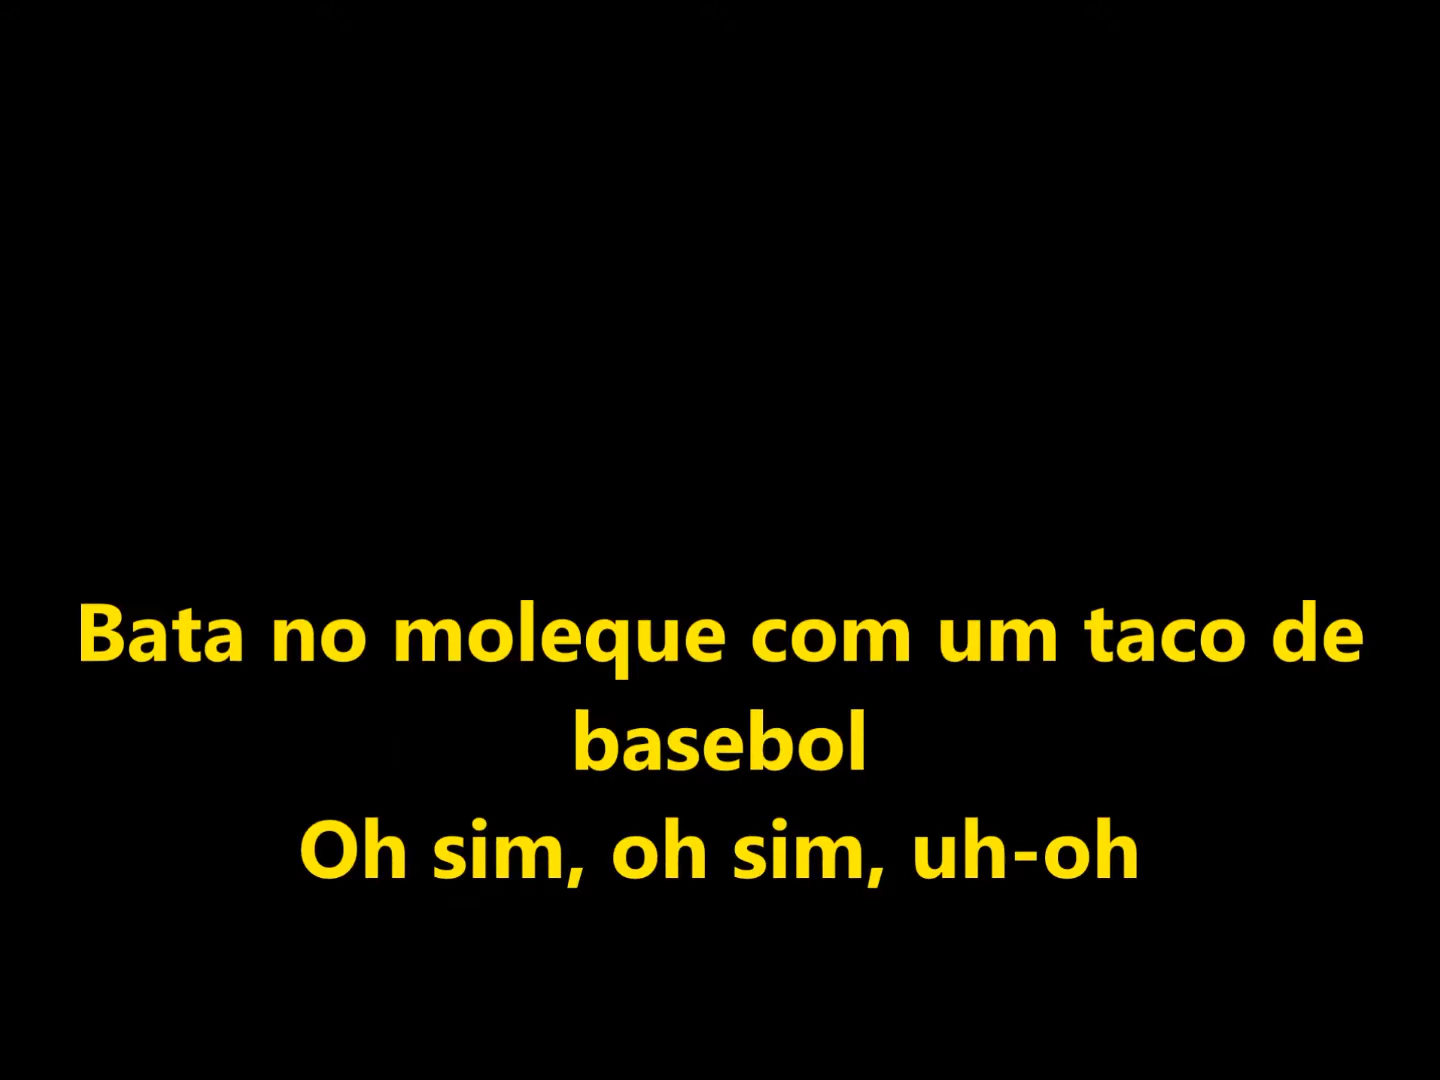 Bata no moleque com um taco de
basebol
Oh sim, oh sim, uh-oh